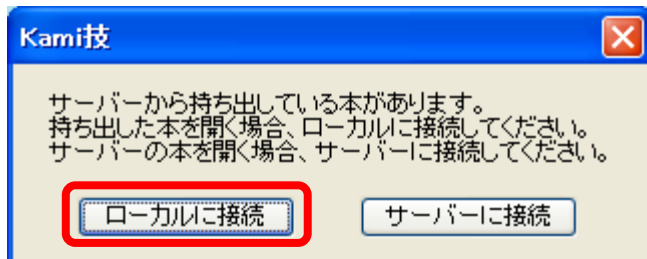 Kami技
サーバーから持ち出している本があります。
持ち出した本を開く場合、ローカルに接続してください。
サーバーの本を開く場合、サーバーに接続してください。
ローカルに接続 サーバーに接続